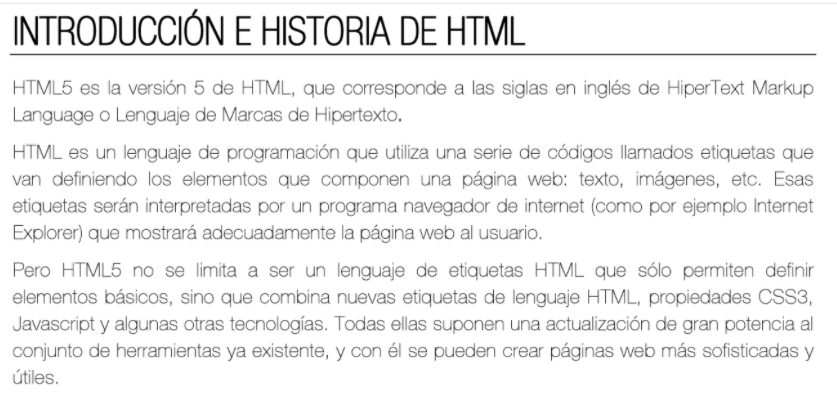 INTRODUCCIÓN E HISTORIA DE HTML
HTML5 es la versión 5 de HTML, que corresponde a las siglas en inglés de HiperText Markup
Language o Lenguaje de Marcas de Hipertexto.
HTML es un lenguaje de programación que utiliza una serie de códigos llamados etiquetas que
van definiendo los elementos que componen una página web: texto, imágenes, etc. Esas
etiquetas serán interpretadas por un programa navegador de internet (como por ejemplo Internet
Explorer) que mostrará adecuadamente la página web al usuario.
Pero HTML5 no se limita a ser un lenguaje de etiquetas HTML que sólo permiten definir
elementos básicos, sino que combina nuevas etiquetas de lenguaje HTML, propiedades CSS3,
Javascript y algunas otras tecnologías. Todas ellas suponen una actualización de gran potencia al
conjunto de herramientas ya existente, y con él se pueden crear páginas web más sofisticadas y
útiles.